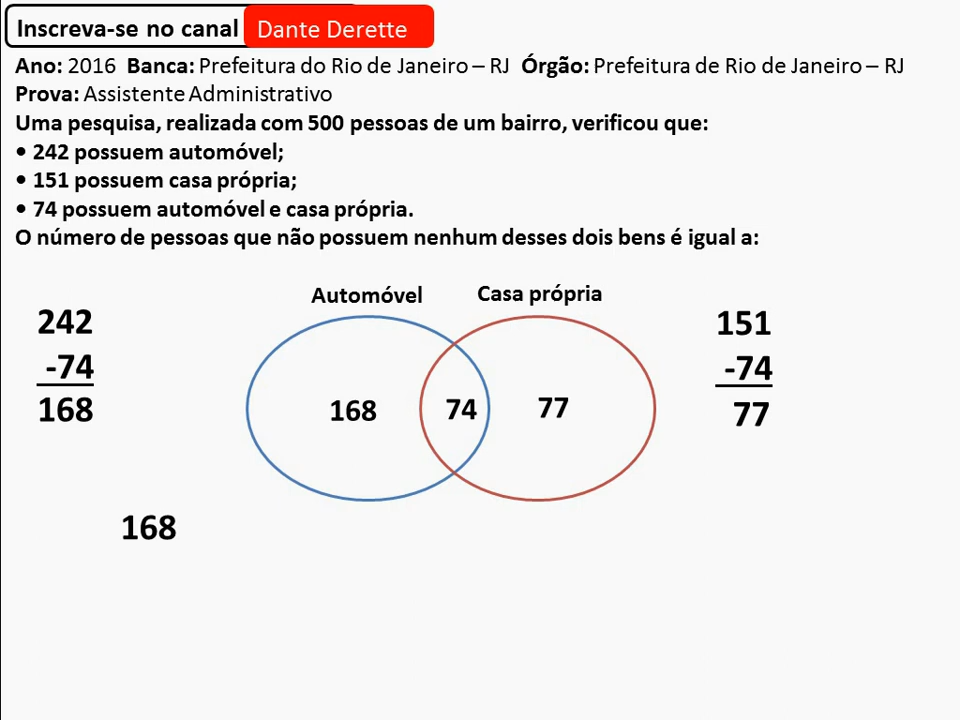 Inscreva-se no canal Dante Derette
Ano: 2016 Banca: Prefeitura do Rio de Janeiro – RJ Órgão: Prefeitura de Rio de Janeiro – RJ
Prova: Assistente Administrativo
Uma pesquisa, realizada com 500 pessoas de um bairro, verificou que:
• 242 possuem automóvel;
• 151 possuem casa própria;
• 74 possuem automóvel e casa própria.
O número de pessoas que não possuem nenhum desses dois bens é igual a:
Automóvel Casa própria
242 151
-74 -74
168 168 74 77 77
168